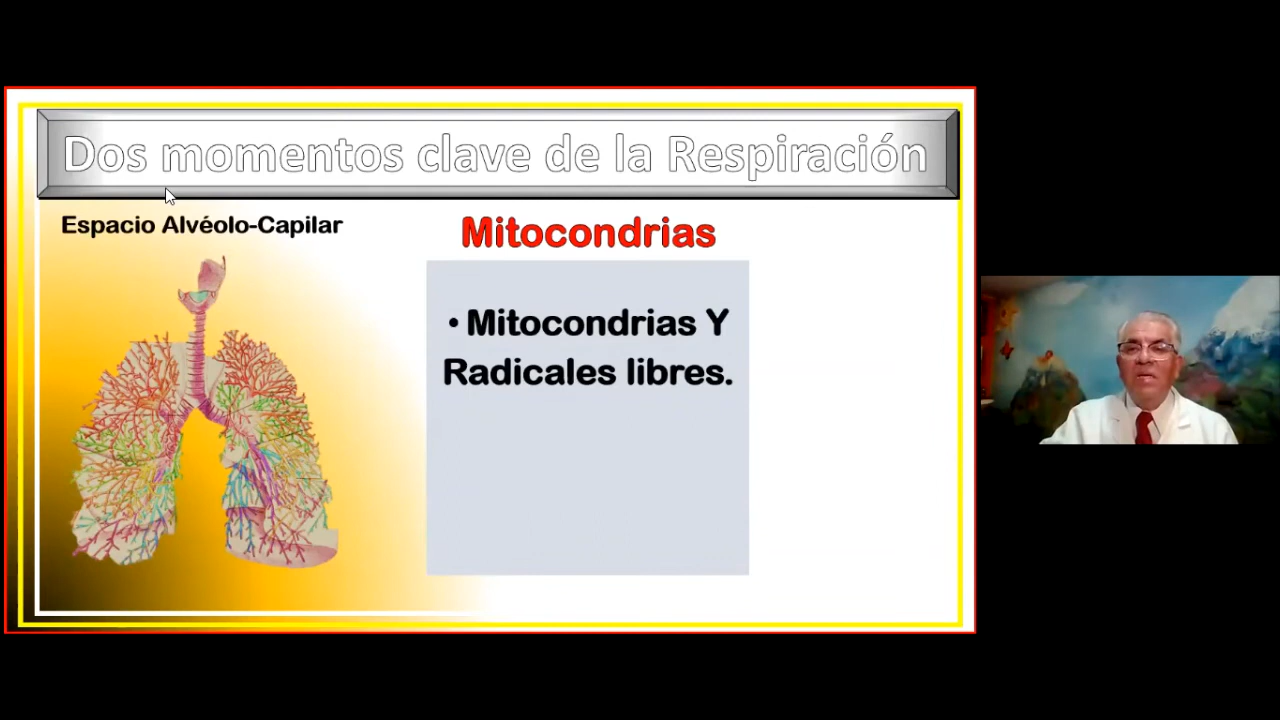 Dos momentos clave de la Respiración
Espacio Alvéolo-Capilar
Mitocondrias
• Mitocondrias Y
Radicales libres.